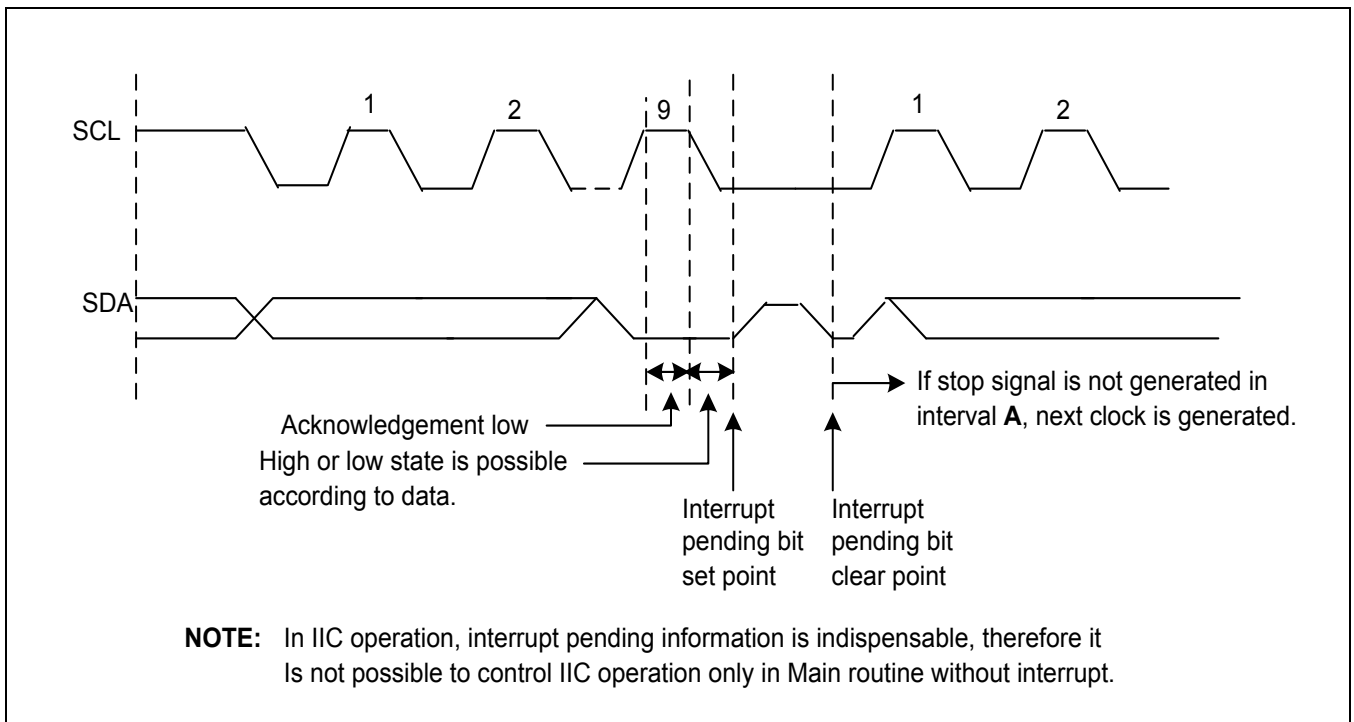 1
2
9
1
2
SCL
SDA
If stop signal is not generated in
interval A, next clock is generated.
Acknowledgement low
High or low state is possible
according to data.
Interrupt
pending bit
set point
Interrupt
pending bit
clear point
NOTE: In IIC operation, interrupt pending information is indispensable, therefore it
Is not possible to control IIC operation only in Main routine without interrupt.